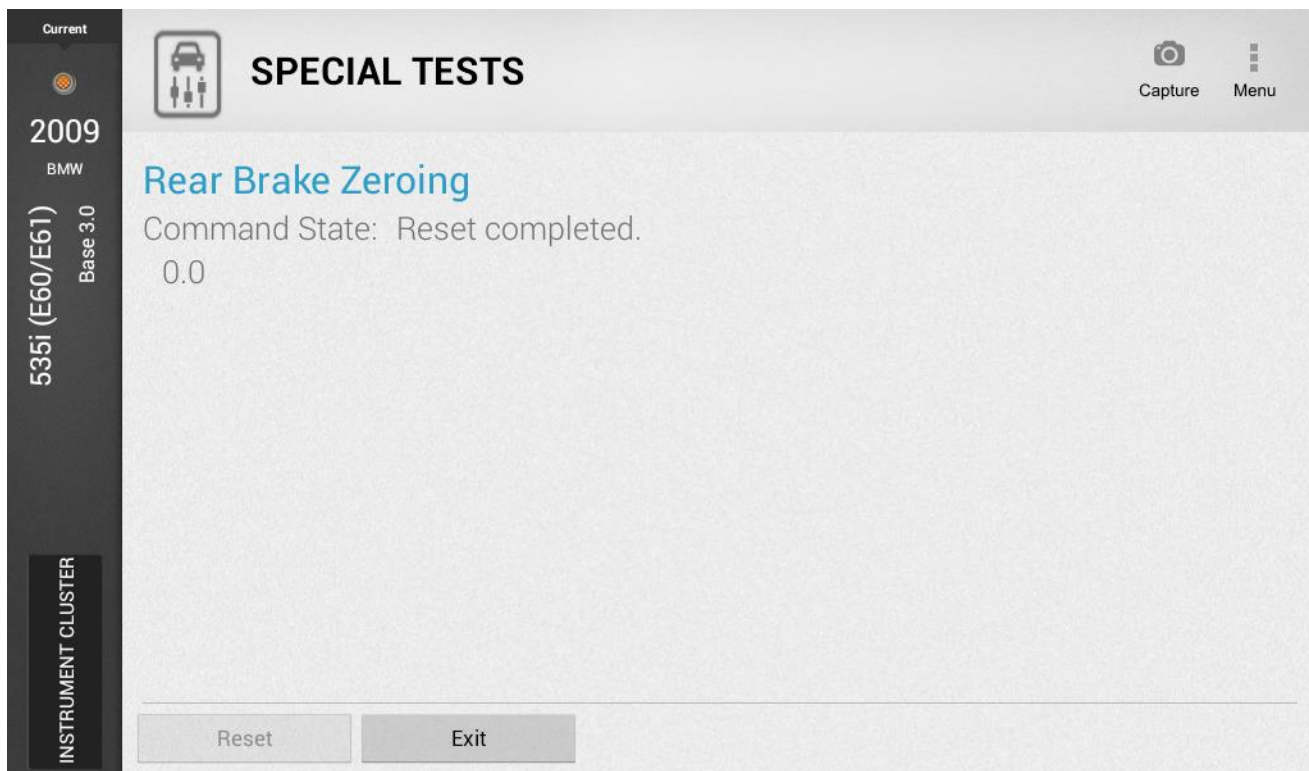 Current
2009
BMW
535i (E60/E61)
Base 3.0
INSTRUMENT CLUSTER
SPECIAL TESTS
Capture
Menu
Rear Brake Zeroing
Command State: Reset completed.
0.0
Reset
Exit